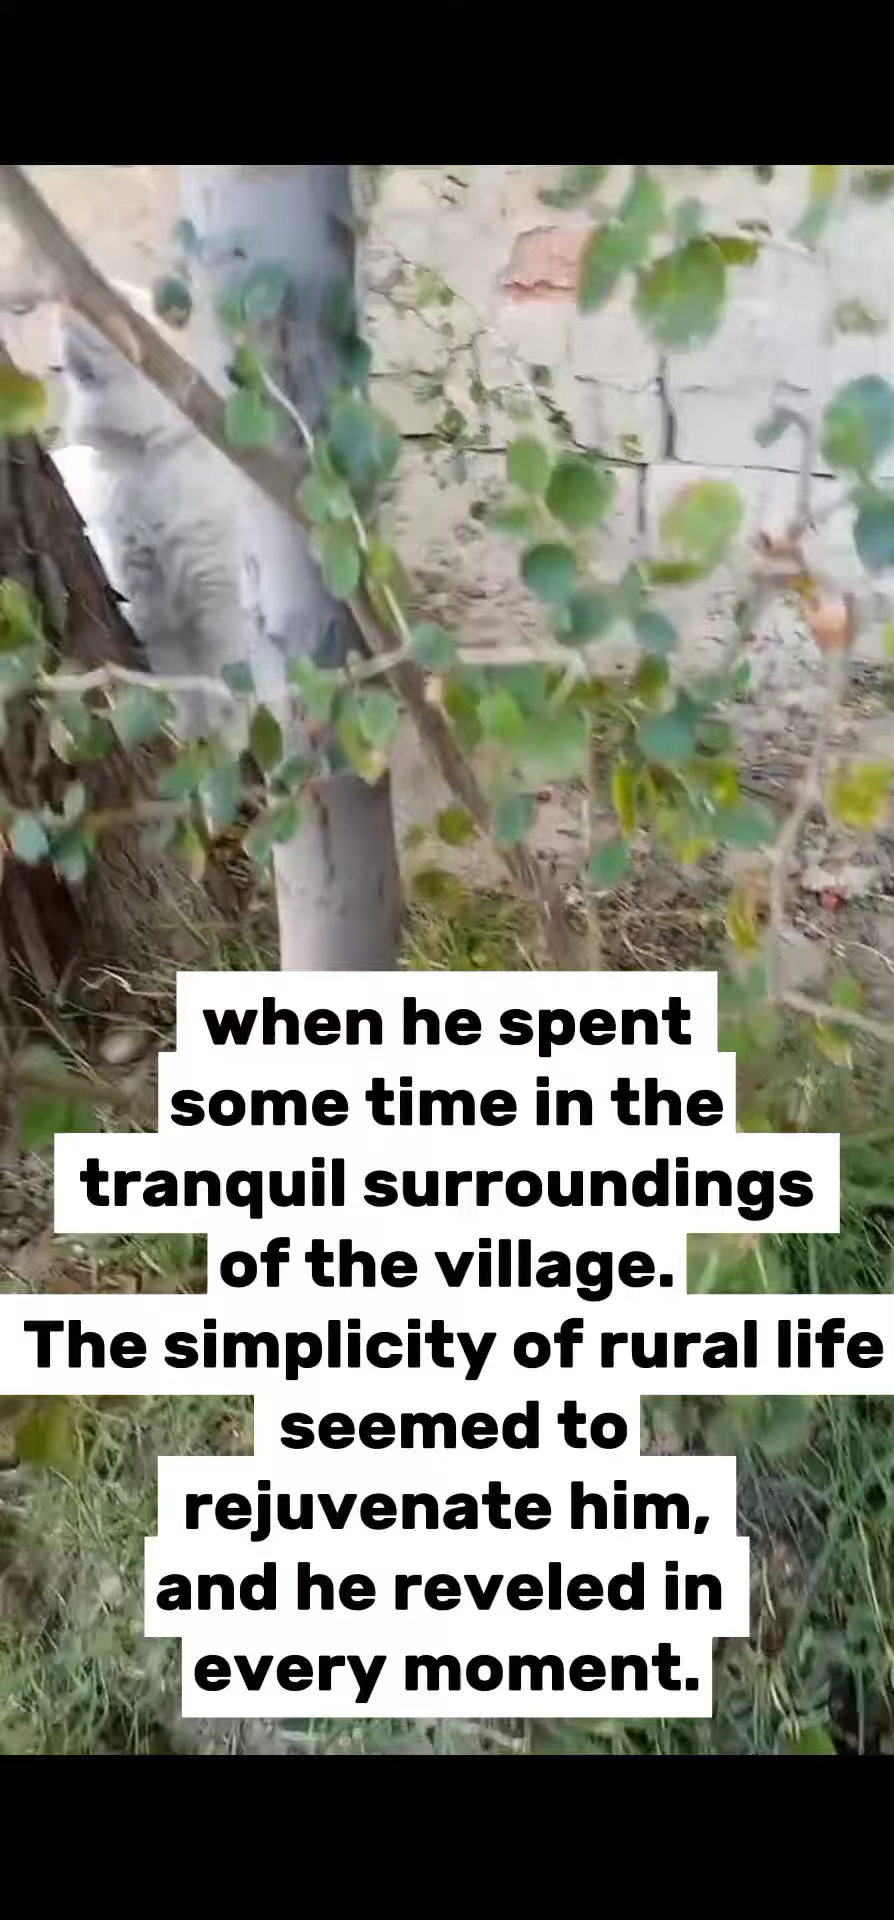 when he spent
some time in the
tranquil surroundings
of the village.
The simplicity of rural life
seemed to
rejuvenate him,
and he reveled in
every moment.